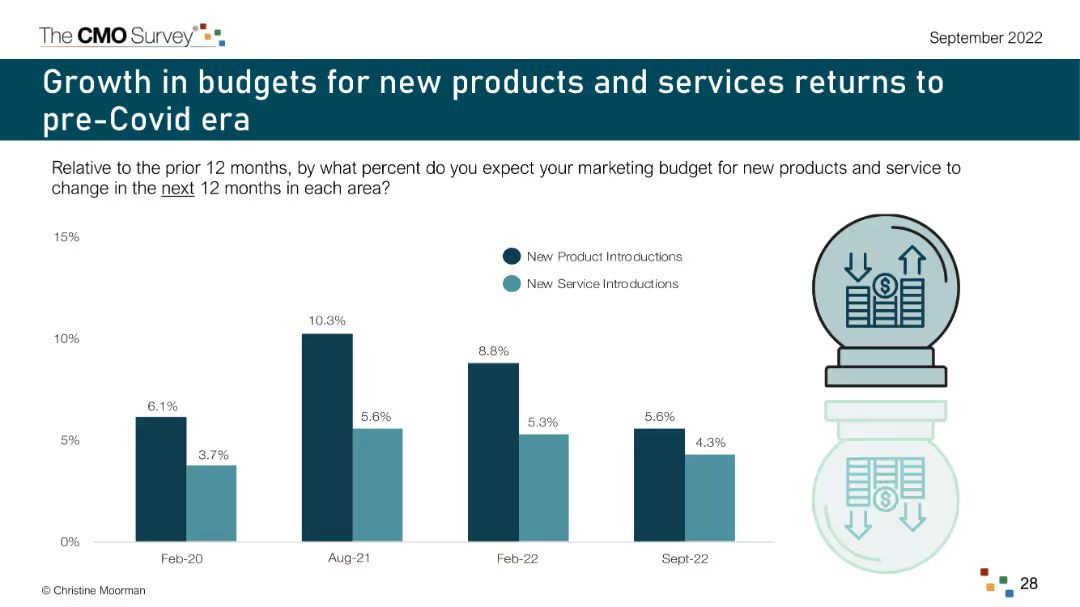 The CMO Survey®
September 2022
Growth in budgets for new products and services returns to
pre-Covid era
Relative to the prior 12 months, by what percent do you expect your marketing budget for new products and service to
change in the next 12 months in each area?
15%
10%
5%
0%
New Product Introductions
New Service Introductions
6.1%
3.7%
10.3%
5.6%
8.8%
5.3%
5.6%
4.3%
Feb-20
Aug-21
Feb-22
Sept-22
$
$
© Christine Moorman
28